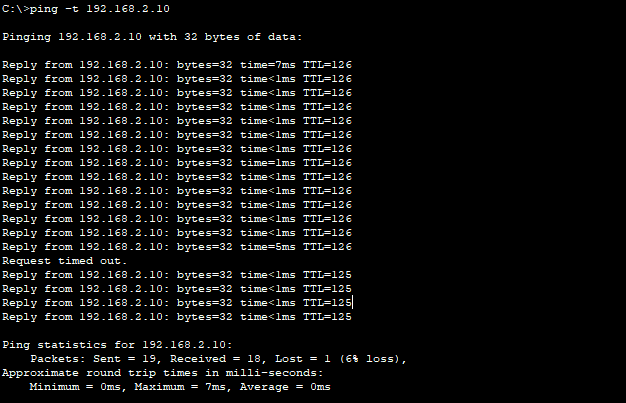 C:\>ping -t 192.168.2.10
Pinging 192.168.2.10 with 32 bytes of data:
Reply from 192.168.2.10: bytes=32 time=7ms TTL=126
Reply from 192.168.2.10: bytes=32 time<1ms TTL=126
Reply from 192.168.2.10: bytes=32 time<1ms TTL=126
Reply from 192.168.2.10: bytes=32 time<1ms TTL=126
Reply from 192.168.2.10: bytes=32 time<1ms TTL=126
Reply from 192.168.2.10: bytes=32 time<1ms TTL=126
Reply from 192.168.2.10: bytes=32 time<1ms TTL=126
Reply from 192.168.2.10: bytes=32 time=1ms TTL=126
Reply from 192.168.2.10: bytes=32 time<1ms TTL=126
Reply from 192.168.2.10: bytes=32 time<1ms TTL=126
Reply from 192.168.2.10: bytes=32 time<1ms TTL=126
Reply from 192.168.2.10: bytes=32 time<1ms TTL=126
Reply from 192.168.2.10: bytes=32 time<1ms TTL=126
Reply from 192.168.2.10: bytes=32 time=5ms TTL=126
Request timed out.
Reply from 192.168.2.10: bytes=32 time<1ms TTL=125
Reply from 192.168.2.10: bytes=32 time<1ms TTL=125
Reply from 192.168.2.10: bytes=32 time<1ms TTL=125
Reply from 192.168.2.10: bytes=32 time<1ms TTL=125
Ping statistics for 192.168.2.10:
Packets: Sent = 19, Received = 18, Lost = 1 (6% loss),
Approximate round trip times in milli-seconds:
Minimum = 0ms, Maximum = 7ms, Average = 0ms